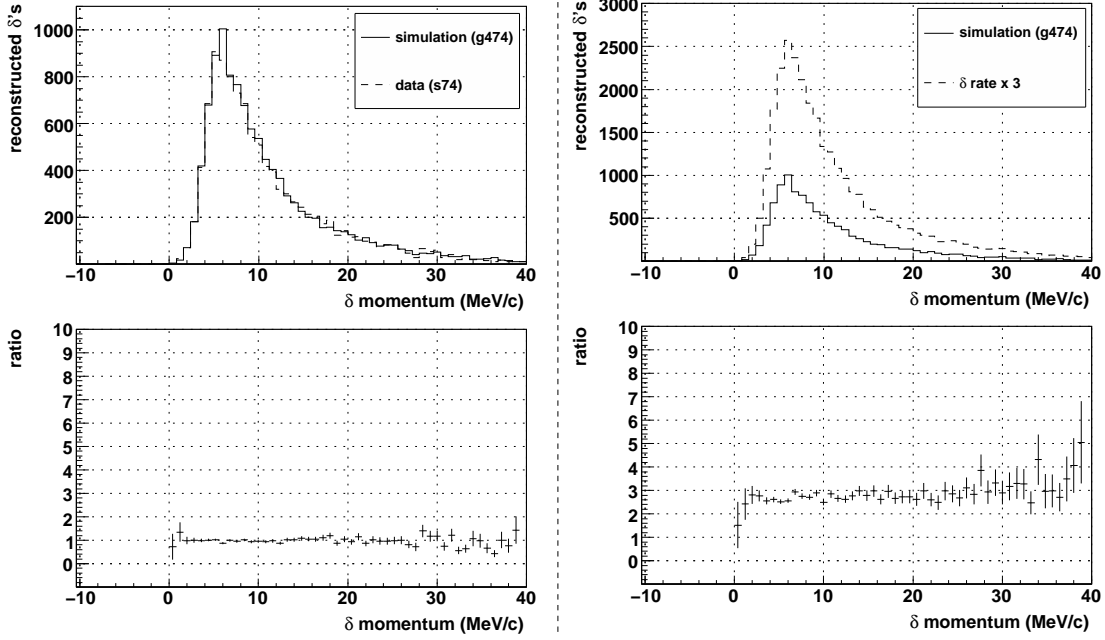 reconstructed δ's
1000
800
600
400
200
simulation (g474)
data (s74)
−10 0 10 20 30 40
δ momentum (MeV/c)
reconstructed δ's
3000
2500
2000
1500
1000
500
simulation (g474)
δ rate x 3
−10 0 10 20 30 40
δ momentum (MeV/c)
ratio
10
9
8
7
6
5
4
3
2
1
0
−10 0 10 20 30 40
δ momentum (MeV/c)
ratio
10
9
8
7
6
5
4
3
2
1
0
−10 0 10 20 30 40
δ momentum (MeV/c)